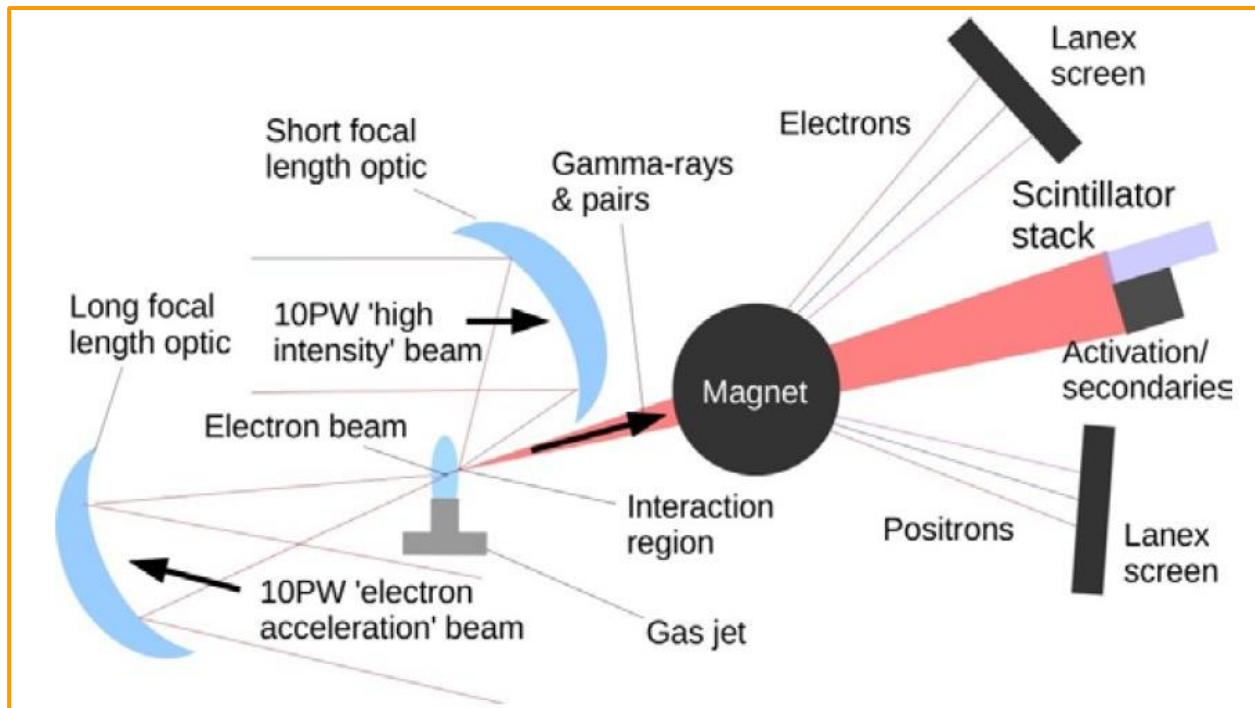 Lanex
screen
Electrons
Short focal
length optic
Gamma-rays
& pairs
Scintillator
stack
Long focal
length optic
10PW 'high
intensity' beam
Magnet
Activation/
secondaries
Electron beam
Interaction
region
Positrons
Lanex
screen
10PW 'electron
acceleration' beam
Gas jet